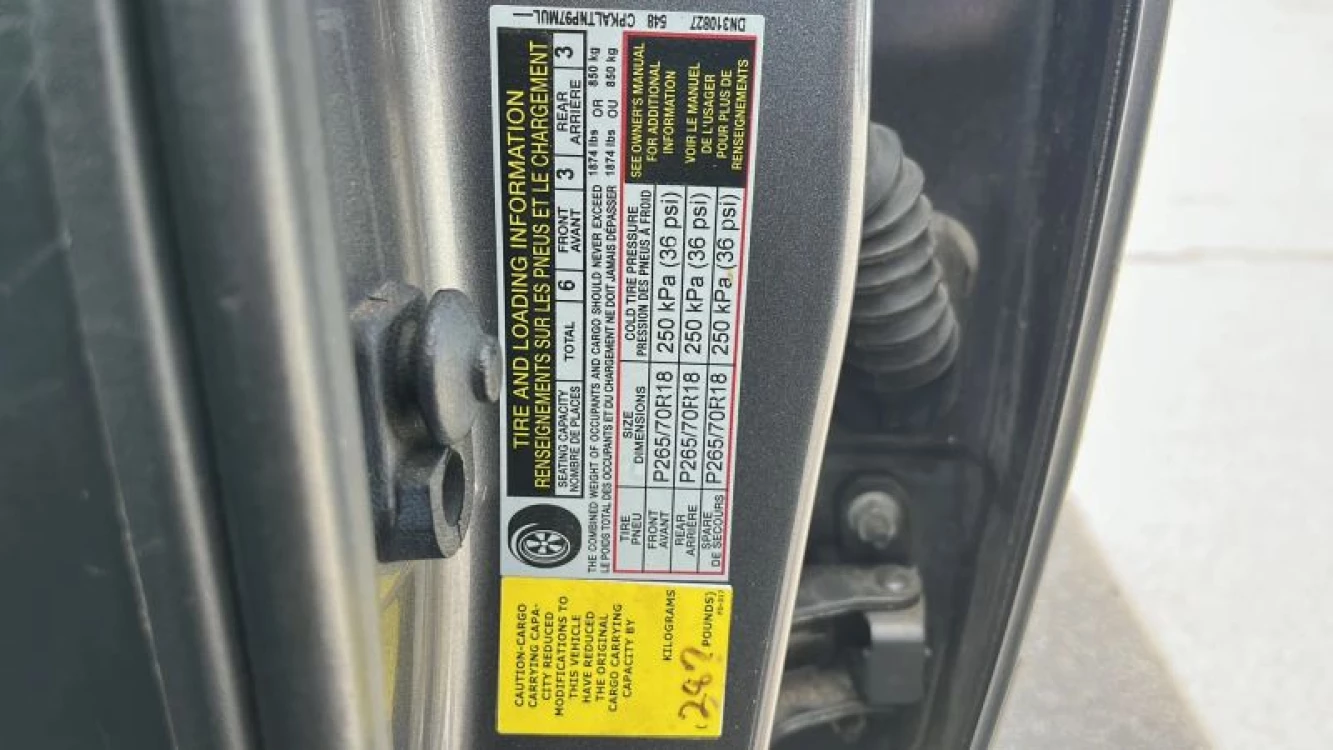 DN310827 548 CPKALTNP97MUL
TIRE AND LOADING INFORMATION
RENSEIGNEMENTS SUR LES PNEUS ET LE CHARGEMENT
SEATING CAPACITY
NOMBRE DE PLACES
TOTAL 6
FRONT
AVANT
3
REAR
ARRIÈRE
3
THE COMBINED WEIGHT OF OCCUPANTS AND CARGO SHOULD NEVER EXCEED 1874 lbs OR 850 kg
LE POIDS TOTAL DES OCCUPANTS ET DU CHARGEMENT NE DOIT JAMAIS DÉPASSER 1874 lbs OU 850 kg
TIRE
PNEU
SIZE
DIMENSIONS
COLD TIRE PRESSURE
PRESSION DES PNEUS À FROID
FRONT
AVANT
P265/70R18 250 kPa (36 psi)
REAR
ARRIÈRE
P265/70R18 250 kPa (36 psi)
SPARE
DE SECOURS
P265/70R18 250 kPa (36 psi)
SEE OWNER'S MANUAL
FOR ADDITIONAL
INFORMATION
VOIR LE MANUEL
DE L'USAGER
POUR PLUS DE
RENSEIGNEMENTS
CAUTION-CARGO
CARRYING CAPA-
CITY REDUCED
MODIFICATIONS TO
THIS VEHICLE
HAVE REDUCED
THE ORIGINAL
CARGO CARRYING
CAPACITY BY
KILOGRAMS
POUNDS)